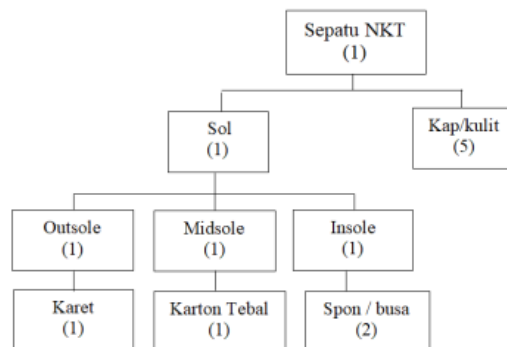 Sepatu NKT
(1)
Sol
(1)
Kap/kulit
(5)
Outsole
(1)
Midsole
(1)
Insole
(1)
Karet
(1)
Karton Tebal
(1)
Spon / busa
(2)